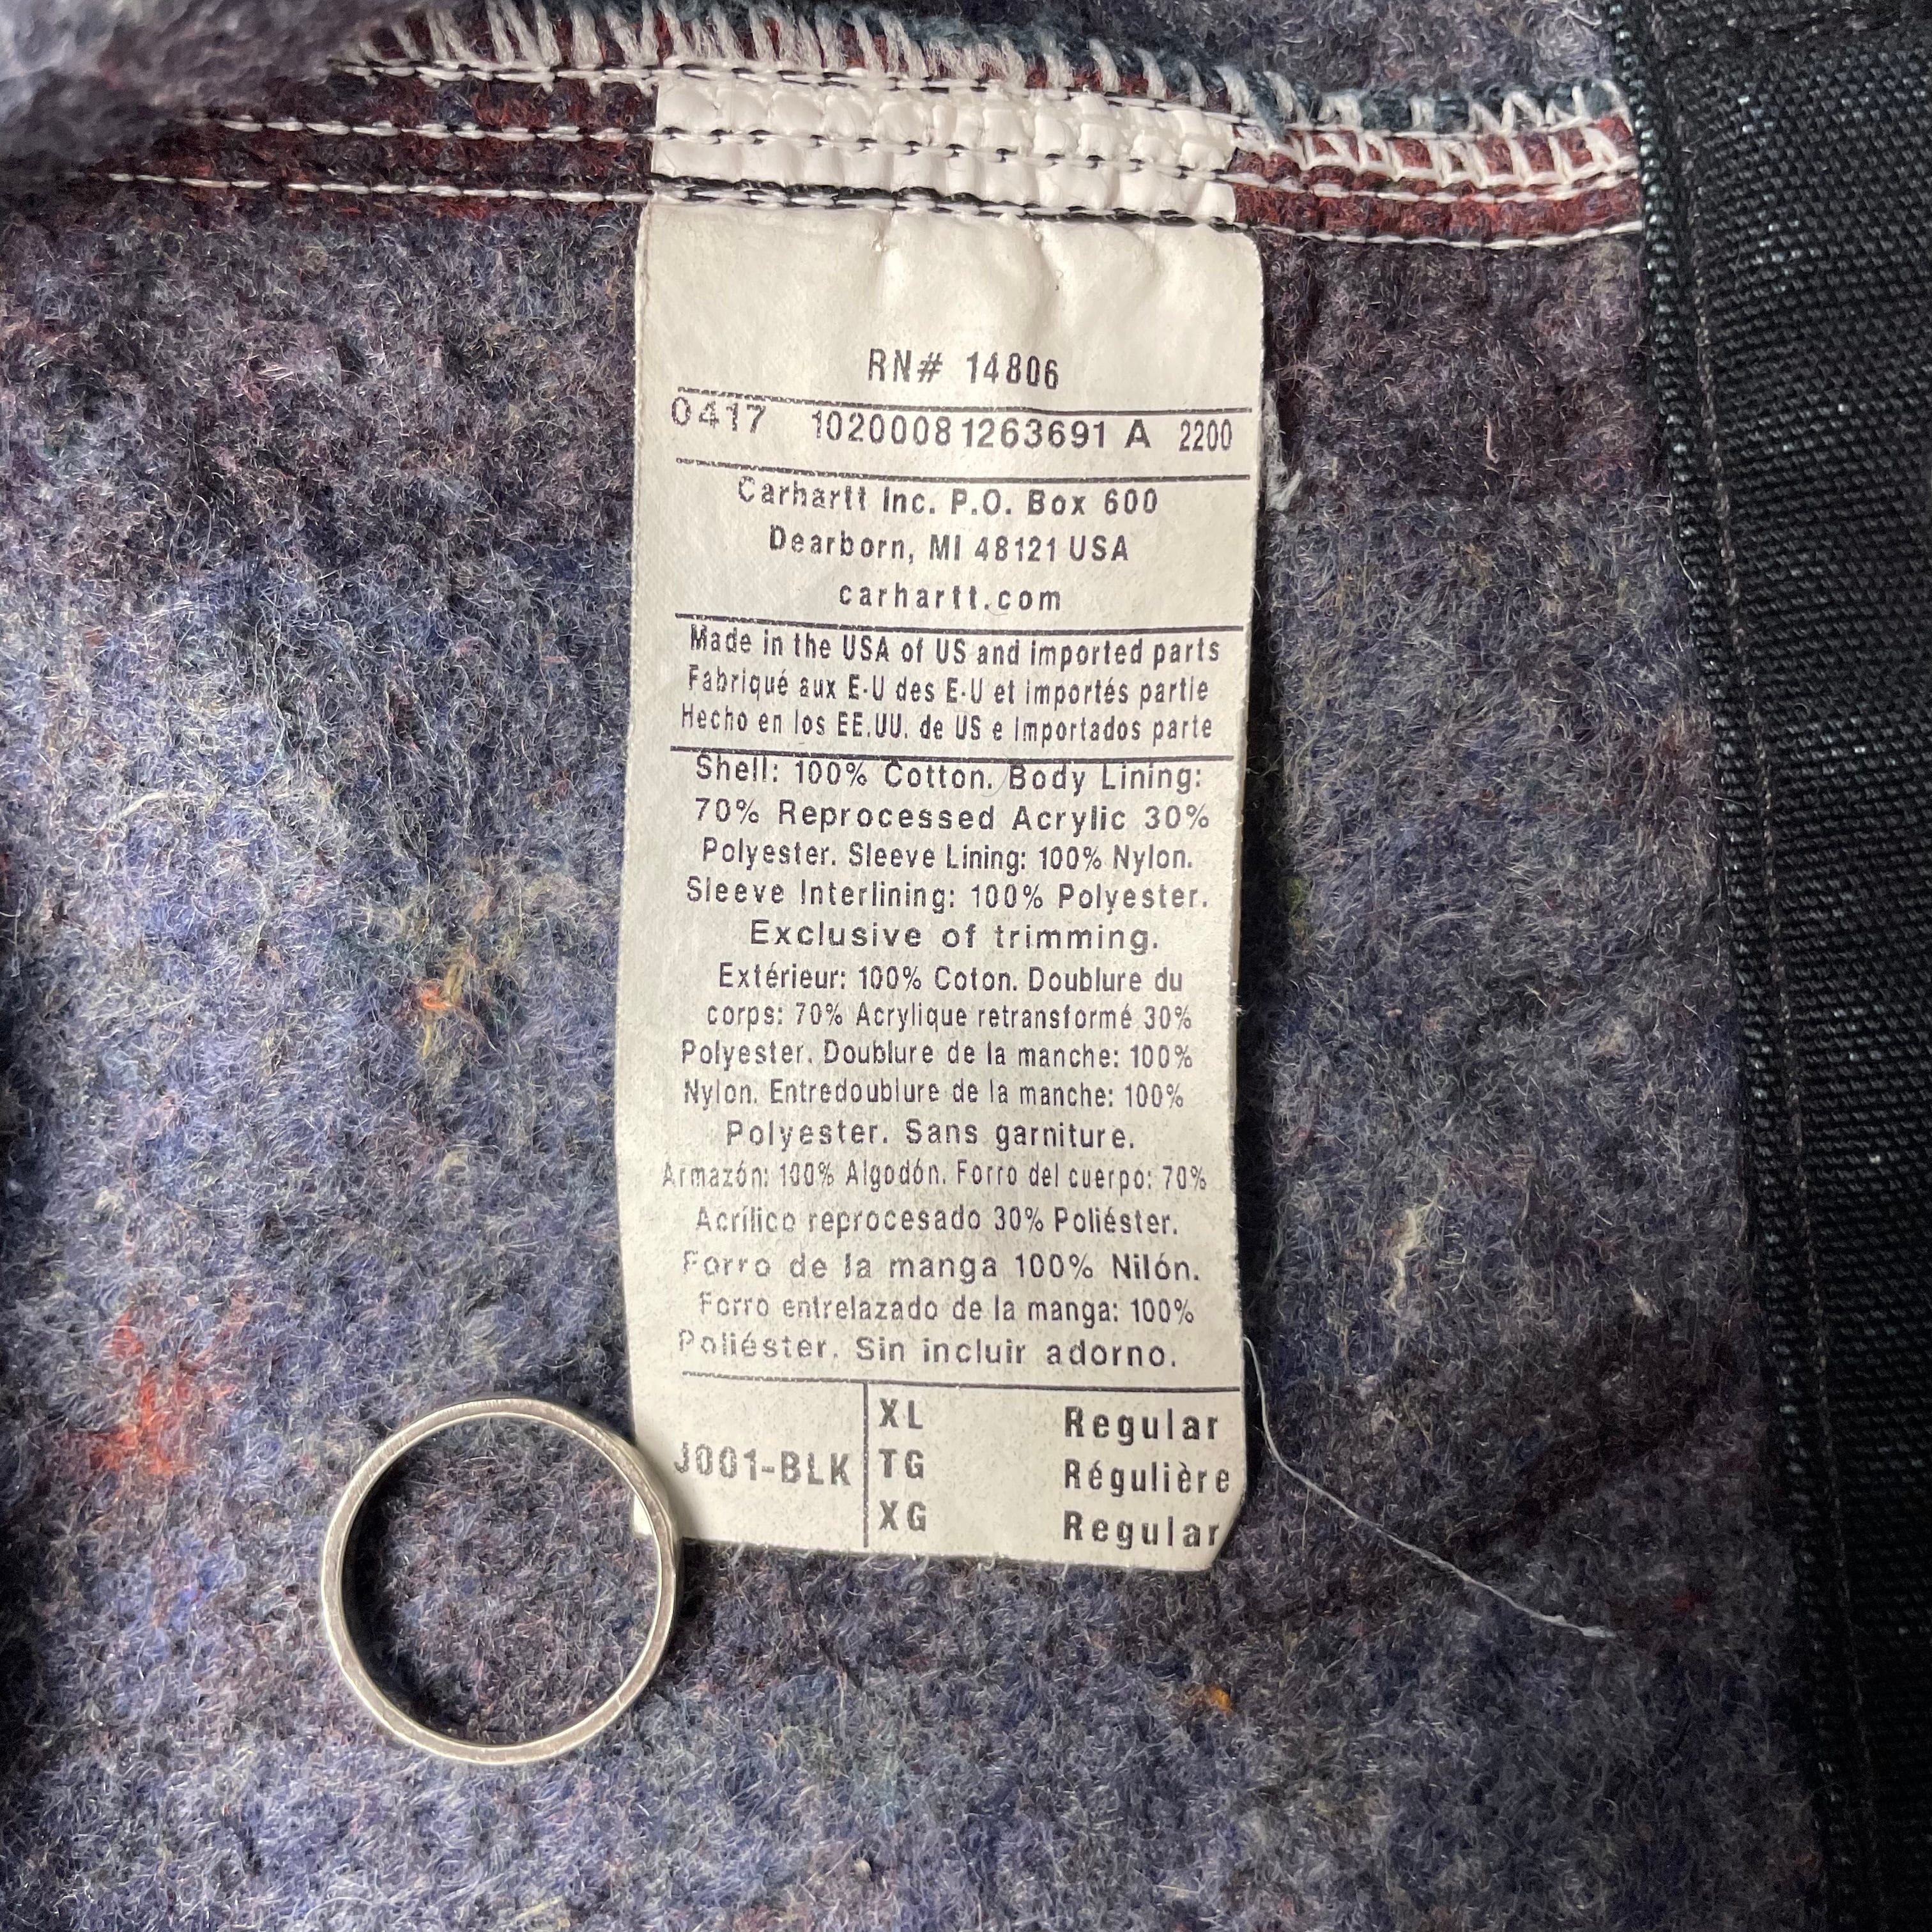 RN# 14806
0417 10200081263691 A 2200
Carhartt Inc. P.O. Box 600
Dearborn, MI 48121 USA
carhartt.com
Made in the USA of US and imported parts
Fabriqué aux E-U des E-U et importés partie
Hecho en los EE.UU. de US e importados parte
Shell: 100% Cotton. Body Lining:
70% Reprocessed Acrylic 30%
Polyester. Sleeve Lining: 100% Nylon.
Sleeve Interlining: 100% Polyester.
Exclusive of trimming.
Extérieur: 100% Coton. Doublure du
corps: 70% Acrylique retransformé 30%
Polyester. Doublure de la manche: 100%
Nylon. Entredoublure de la manche: 100%
Polyester. Sans garniture.
Armazón: 100% Algodón. Forro del cuerpo: 70%
Acrílico reprocesado 30% Poliéster.
Forro de la manga 100% Nilón.
Forro entrelazado de la manga: 100%
Poliéster. Sin incluir adorno.
J001-BLK
XL Regular
TG Régulière
XG Regular